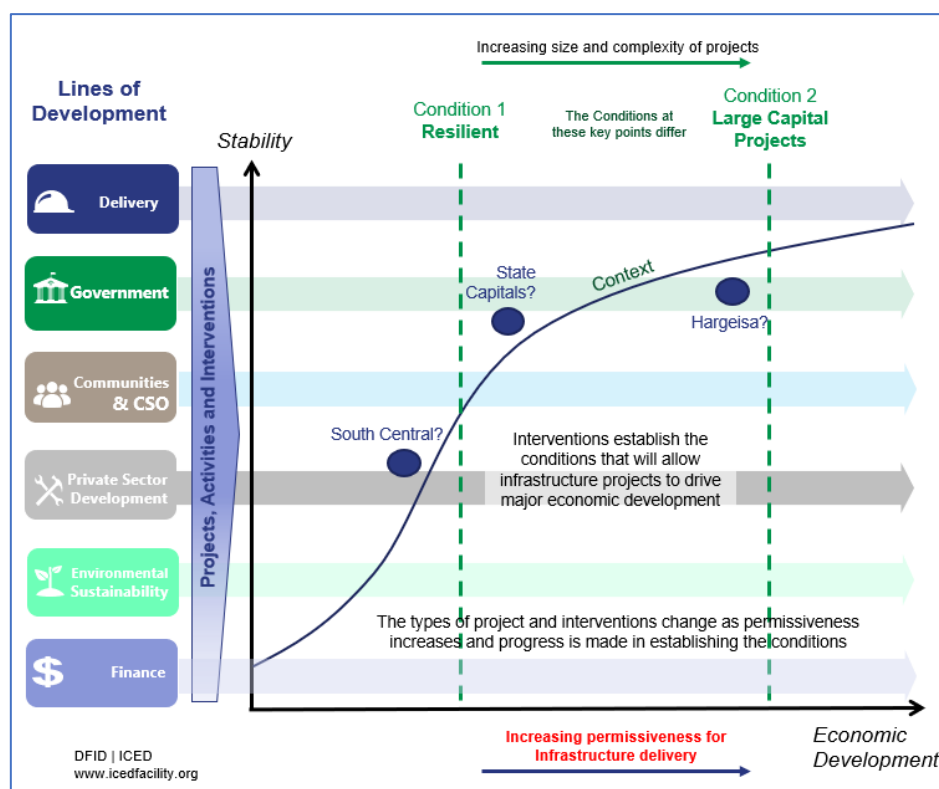 Increasing size and complexity of projects
Lines of
Development
Condition 1
Resilient
The Conditions at
these key points differ
Condition 2
Large Capital
Projects
Stability
Delivery
Government
Communities
& CSO
Private Sector
Development
Environmental
Sustainability
Finance
Projects, Activities and Interventions
State
Capitals?
Context
Hargeisa?
South Central?
Interventions establish the
conditions that will allow
infrastructure projects to drive
major economic development
The types of project and interventions change as permissiveness
increases and progress is made in establishing the conditions
Increasing permissiveness for
Infrastructure delivery
Economic
Development
DFID | ICED
www.icedfacility.org